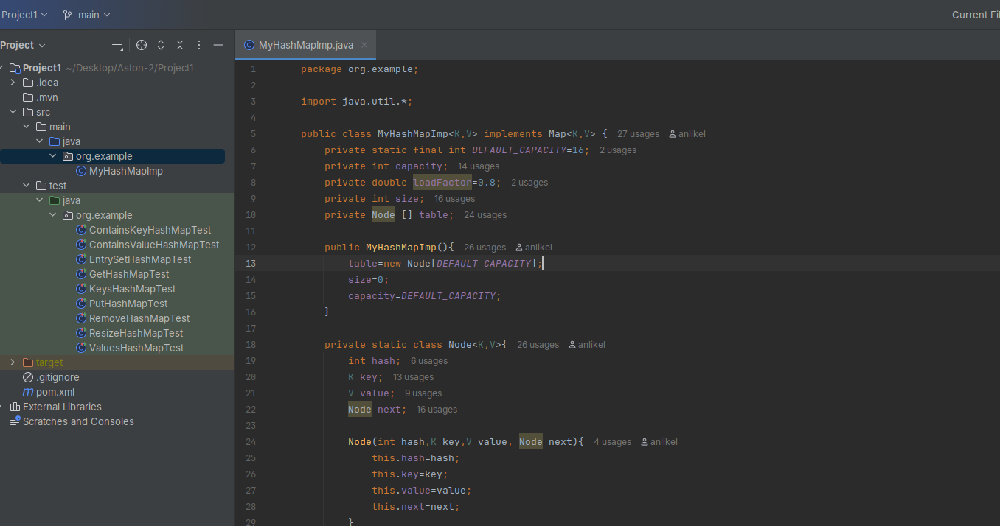 Project1 main Current Fil
Project
MyHashMapImp.java
Project1 ~/Desktop/Aston-2/Project1
.idea
.mvn
src
main
java
org.example
MyHashMapImp
test
java
org.example
ContainsKeyHashMapTest
ContainsValueHashMapTest
EntrySetHashMapTest
GetHashMapTest
KeysHashMapTest
PutHashMapTest
RemoveHashMapTest
ResizeHashMapTest
ValuesHashMapTest
target
.gitignore
m pom.xml
External Libraries
Scratches and Consoles
1 package org.example;
2
3 import java.util.*;
4
5 public class MyHashMapImp<K,V> implements Map<K,V> { 27 usages anlikel
6 private static final int DEFAULT_CAPACITY=16; 2 usages
7 private int capacity; 14 usages
8 private double loadFactor=0.8; 2 usages
9 private int size; 16 usages
10 private Node [] table; 24 usages
11
12 public MyHashMapImp(){ 26 usages anlikel
13 table=new Node[DEFAULT_CAPACITY];
14 size=0;
15 capacity=DEFAULT_CAPACITY;
16 }
17
18 private static class Node<K,V>{ 26 usages anlikel
19 int hash; 6 usages
20 K key; 13 usages
21 V value; 9 usages
22 Node next; 16 usages
23
24 Node(int hash,K key,V value, Node next){ 4 usages anlikel
25 this.hash=hash;
26 this.key=key;
27 this.value=value;
28 this.next=next;
29 }